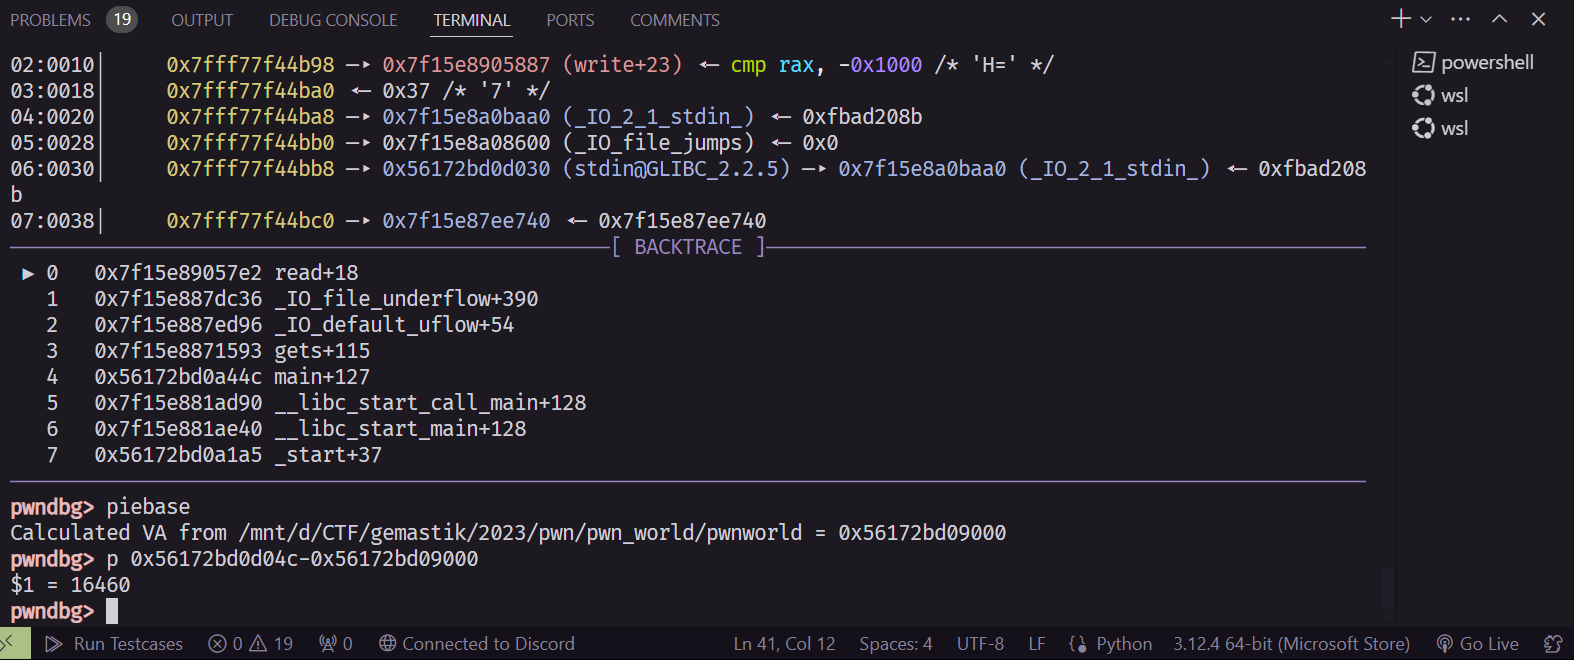 PROBLEMS 19 OUTPUT DEBUG CONSOLE TERMINAL PORTS COMMENTS
02:0010│ 0x7fff77f44b98 —▸ 0x7f15e8905887 (write+23) ◂— cmp rax, -0x1000 /* 'H=' */
03:0018│ 0x7fff77f44ba0 ◂— 0x37 /* '7' */
04:0020│ 0x7fff77f44ba8 —▸ 0x7f15e8a0baa0 (_IO_2_1_stdin_) ◂— 0xfbad208b
05:0028│ 0x7fff77f44bb0 —▸ 0x7f15e8a08600 (_IO_file_jumps) ◂— 0x0
06:0030│ 0x7fff77f44bb8 —▸ 0x56172bd0d030 (stdin@GLIBC_2.2.5) —▸ 0x7f15e8a0baa0 (_IO_2_1_stdin_) ◂— 0xfbad208
b
07:0038│ 0x7fff77f44bc0 —▸ 0x7f15e87ee740 ◂— 0x7f15e87ee740
[ BACKTRACE ]
► 0 0x7f15e89057e2 read+18
1 0x7f15e887dc36 _IO_file_underflow+390
2 0x7f15e887ed96 _IO_default_uflow+54
3 0x7f15e8871593 gets+115
4 0x56172bd0a44c main+127
5 0x7f15e881ad90 __libc_start_call_main+128
6 0x7f15e881ae40 __libc_start_main+128
7 0x56172bd0a1a5 _start+37
pwndbg> piebase
Calculated VA from /mnt/d/CTF/gemastik/2023/pwn/pwn_world/pwnworld = 0x56172bd09000
pwndbg> p 0x56172bd0d04c-0x56172bd09000
$1 = 16460
pwndbg>
powershell
wsl
wsl
Run Testcases 0 19 0 Connected to Discord Ln 41, Col 12 Spaces: 4 UTF-8 LF Python 3.12.4 64-bit (Microsoft Store) Go Live